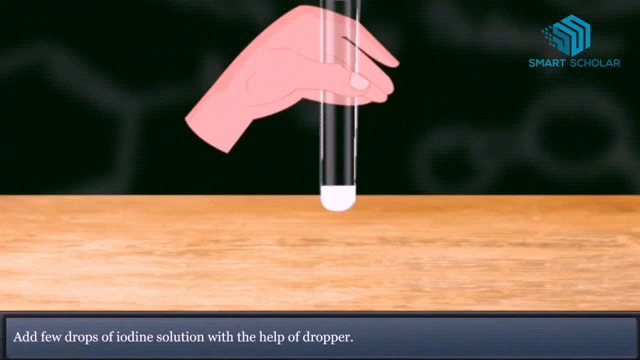 SMART SCHOLAR
Add few drops of iodine solution with the help of dropper.